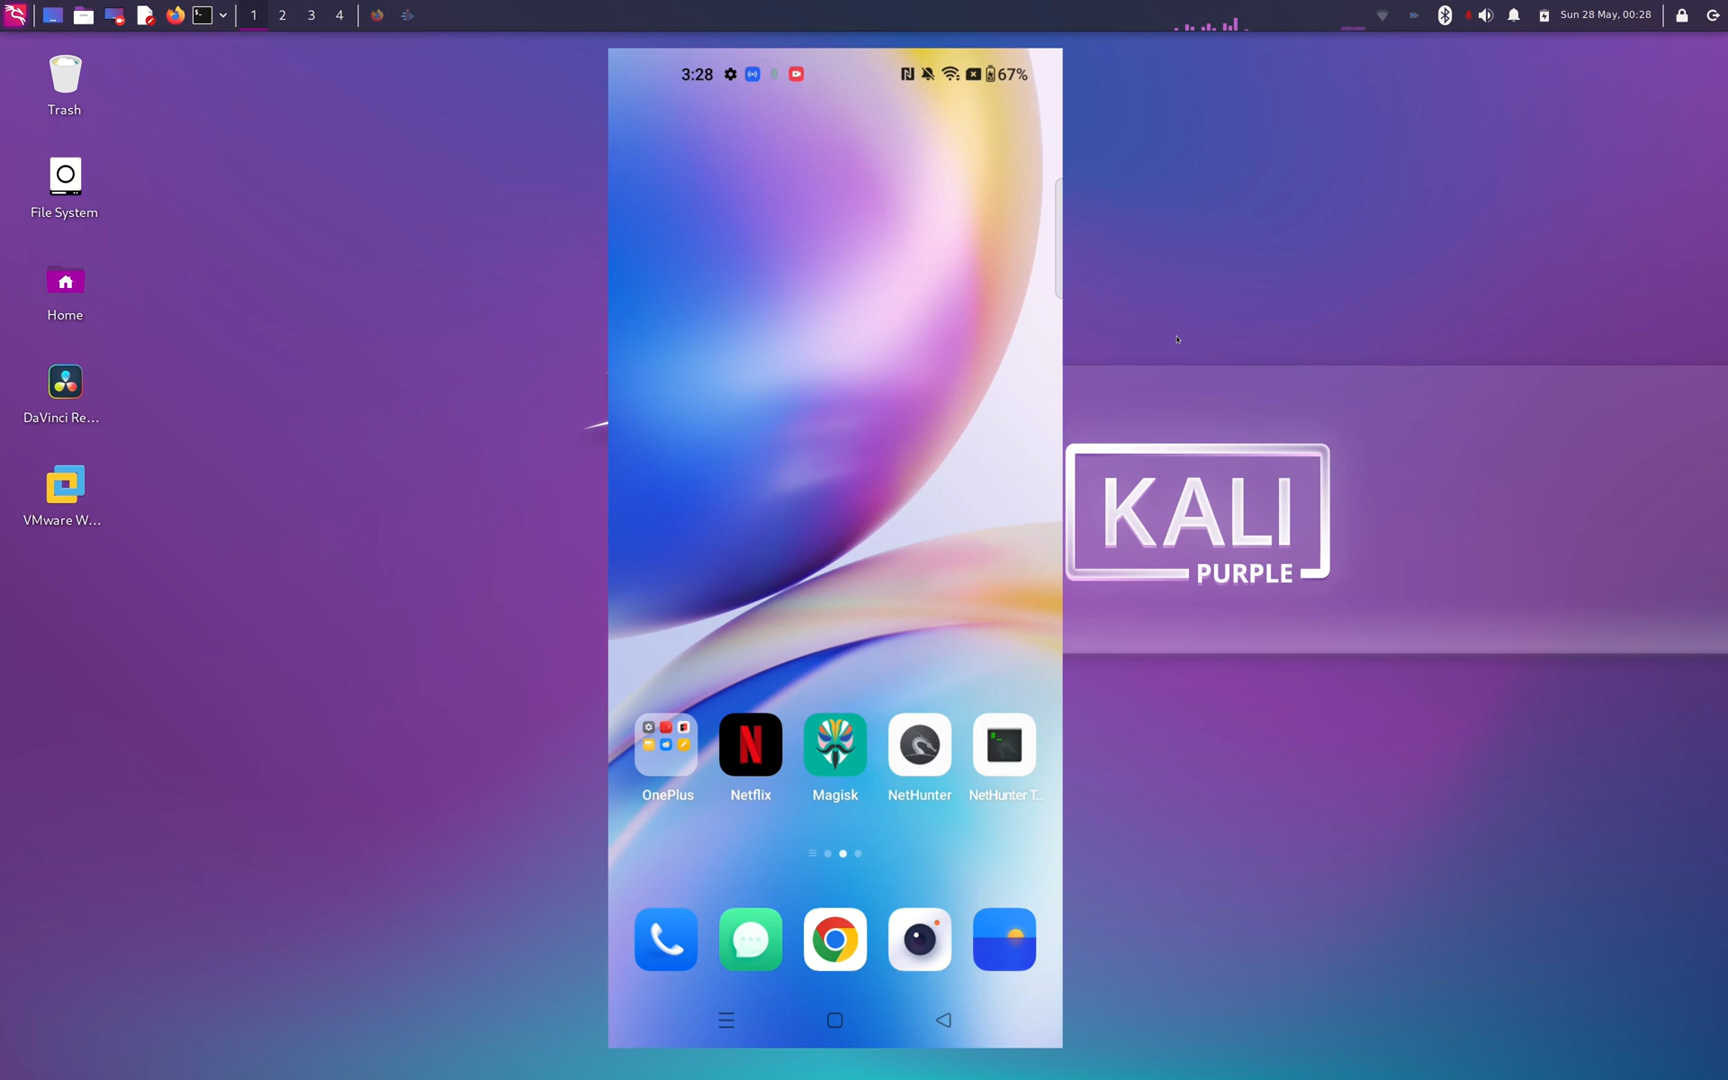 1 2 3 4
Sun 28 May, 00:28
Trash
File System
Home
DaVinci Re...
VMware W...
3:28
67%
OnePlus
Netflix
Magisk
NetHunter
NetHunter T...
KALI
PURPLE